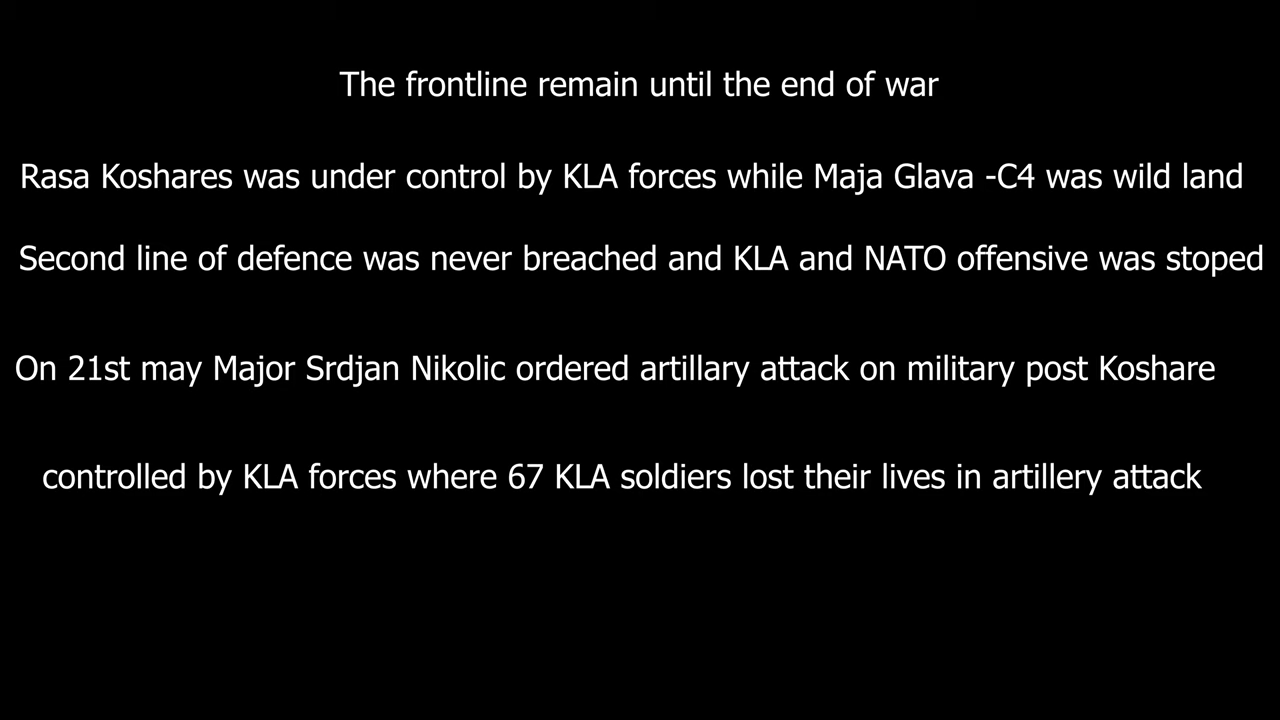 The frontline remain until the end of war
Rasa Koshares was under control by KLA forces while Maja Glava -C4 was wild land
Second line of defence was never breached and KLA and NATO offensive was stoped
On 21st may Major Srdjan Nikolic ordered artillary attack on military post Koshare
controlled by KLA forces where 67 KLA soldiers lost their lives in artillery attack